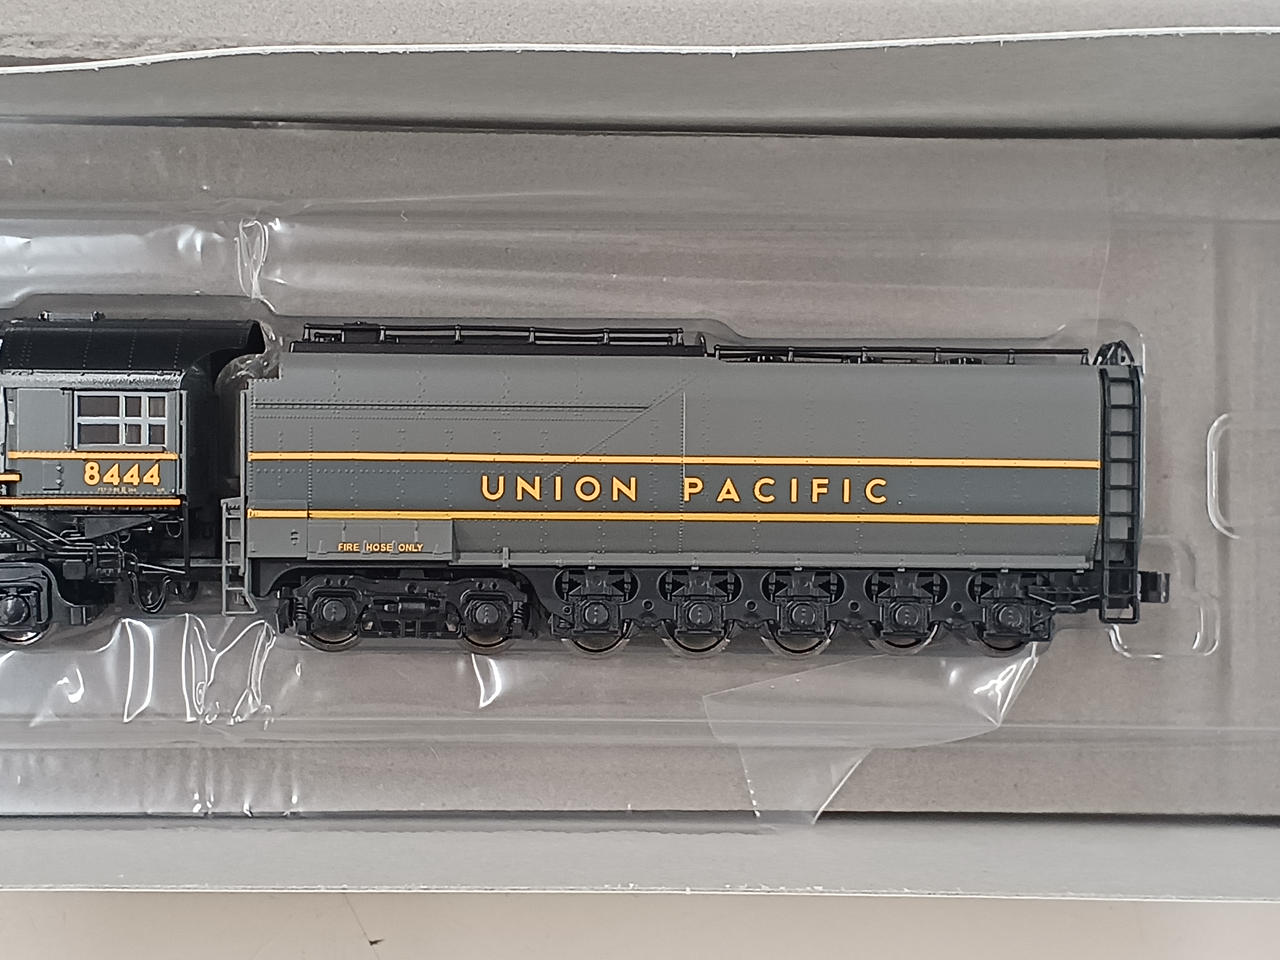 8444
UNION PACIFIC
FIRE HOSE ONLY